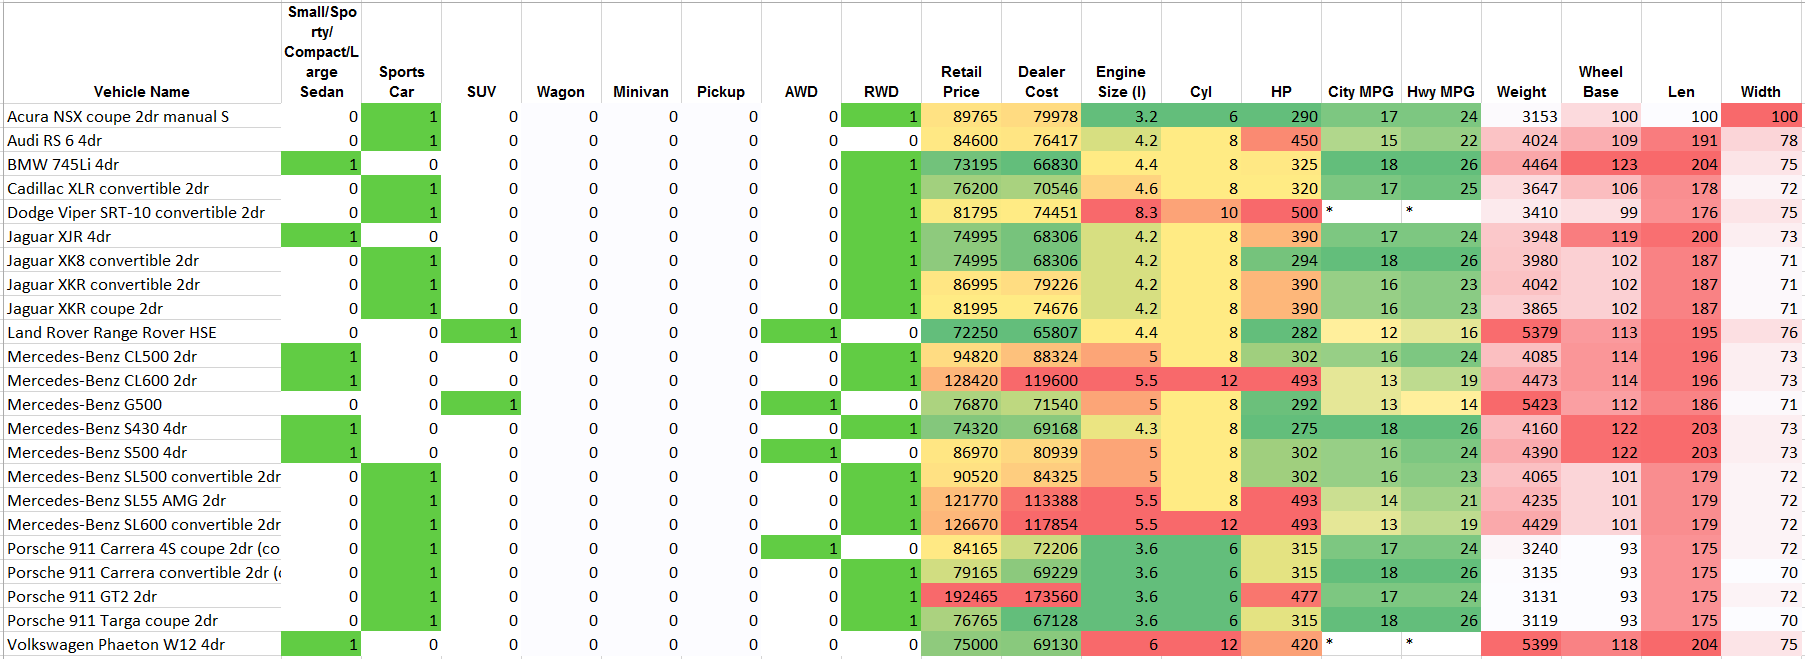 Vehicle Name Small/Sporty/Compact/Large Sedan Sports Car SUV Wagon Minivan Pickup AWD RWD Retail Price Dealer Cost Engine Size (l) Cyl HP City MPG Hwy MPG Weight Wheel Base Len Width
Acura NSX coupe 2dr manual S 0 1 0 0 0 0 0 1 89765 79978 3.2 6 290 17 24 3153 100 100 100
Audi RS 6 4dr 0 1 0 0 0 0 0 0 84600 76417 4.2 8 450 15 22 4024 109 191 78
BMW 745Li 4dr 1 0 0 0 0 0 0 1 73195 66830 4.4 8 325 18 26 4464 123 204 75
Cadillac XLR convertible 2dr 0 1 0 0 0 0 0 1 76200 70546 4.6 8 320 17 25 3647 106 178 72
Dodge Viper SRT-10 convertible 2dr 0 1 0 0 0 0 0 1 81795 74451 8.3 10 500 * * 3410 99 176 75
Jaguar XJR 4dr 1 0 0 0 0 0 0 1 74995 68306 4.2 8 390 17 24 3948 119 200 73
Jaguar XK8 convertible 2dr 0 1 0 0 0 0 0 1 74995 68306 4.2 8 294 18 26 3980 102 187 71
Jaguar XKR convertible 2dr 0 1 0 0 0 0 0 1 86995 79226 4.2 8 390 16 23 4042 102 187 71
Jaguar XKR coupe 2dr 0 1 0 0 0 0 0 1 81995 74676 4.2 8 390 16 23 3865 102 187 71
Land Rover Range Rover HSE 0 0 1 0 0 0 1 0 72250 65807 4.4 8 282 12 16 5379 113 195 76
Mercedes-Benz CL500 2dr 1 0 0 0 0 0 0 1 94820 88324 5 8 302 16 24 4085 114 196 73
Mercedes-Benz CL600 2dr 1 0 0 0 0 0 0 1 128420 119600 5.5 12 493 13 19 4473 114 196 73
Mercedes-Benz G500 0 0 1 0 0 0 1 0 76870 71540 5 8 292 13 14 5423 112 186 71
Mercedes-Benz S430 4dr 1 0 0 0 0 0 0 1 74320 69168 4.3 8 275 18 26 4160 122 203 73
Mercedes-Benz S500 4dr 1 0 0 0 0 0 1 0 86970 80939 5 8 302 16 24 4390 122 203 73
Mercedes-Benz SL500 convertible 2dr 0 1 0 0 0 0 0 1 90520 84325 5 8 302 16 23 4065 101 179 72
Mercedes-Benz SL55 AMG 2dr 0 1 0 0 0 0 0 1 121770 113388 5.5 8 493 14 21 4235 101 179 72
Mercedes-Benz SL600 convertible 2dr 0 1 0 0 0 0 0 1 126670 117854 5.5 12 493 13 19 4429 101 179 72
Porsche 911 Carrera 4S coupe 2dr (co 0 1 0 0 0 0 1 0 84165 72206 3.6 6 315 17 24 3240 93 175 72
Porsche 911 Carrera convertible 2dr (c 0 1 0 0 0 0 0 1 79165 69229 3.6 6 315 18 26 3135 93 175 70
Porsche 911 GT2 2dr 0 1 0 0 0 0 0 1 192465 173560 3.6 6 477 17 24 3131 93 175 72
Porsche 911 Targa coupe 2dr 0 1 0 0 0 0 0 1 76765 67128 3.6 6 315 18 26 3119 93 175 70
Volkswagen Phaeton W12 4dr 1 0 0 0 0 0 0 0 75000 69130 6 12 420 * * 5399 118 204 75